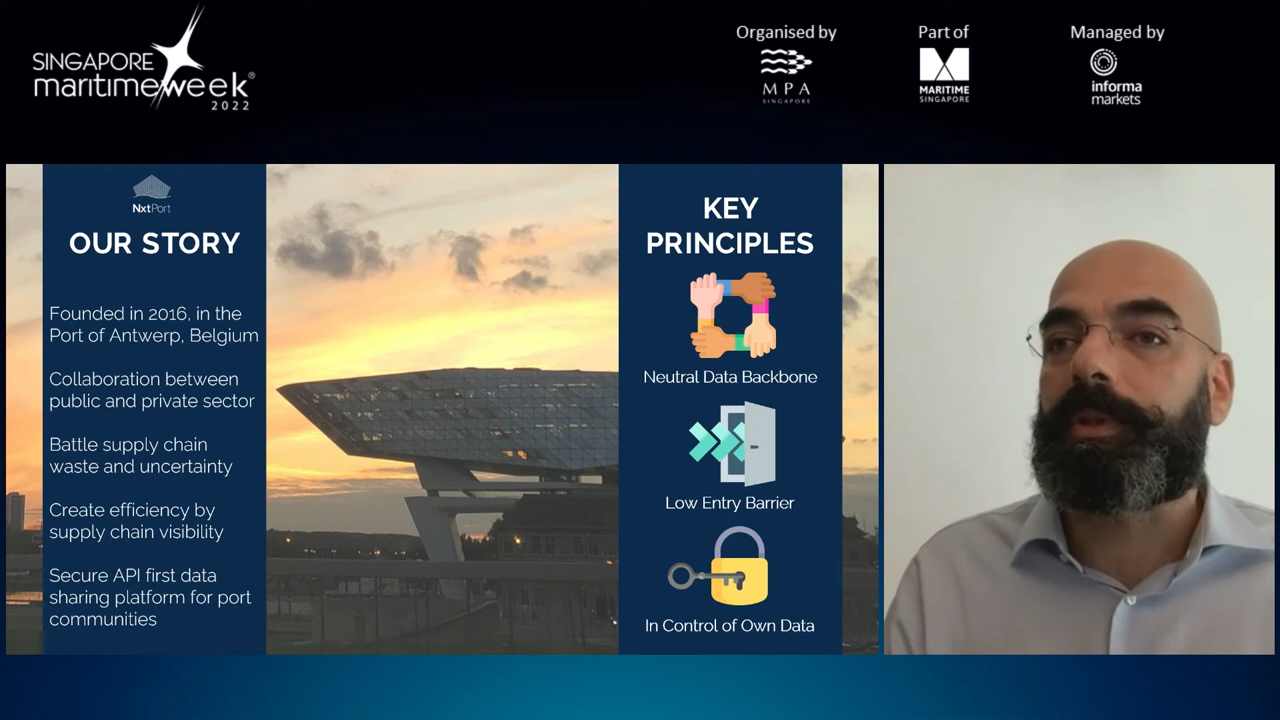 SINGAPORE
maritimeweek®
2022
Organised by
MPA
SINGAPORE
Part of
MARITIME
SINGAPORE
Managed by
informa
markets
NxtPort
OUR STORY
Founded in 2016, in the
Port of Antwerp, Belgium
Collaboration between
public and private sector
Battle supply chain
waste and uncertainty
Create efficiency by
supply chain visibility
Secure API first data
sharing platform for port
communities
KEY
PRINCIPLES
Neutral Data Backbone
Low Entry Barrier
In Control of Own Data